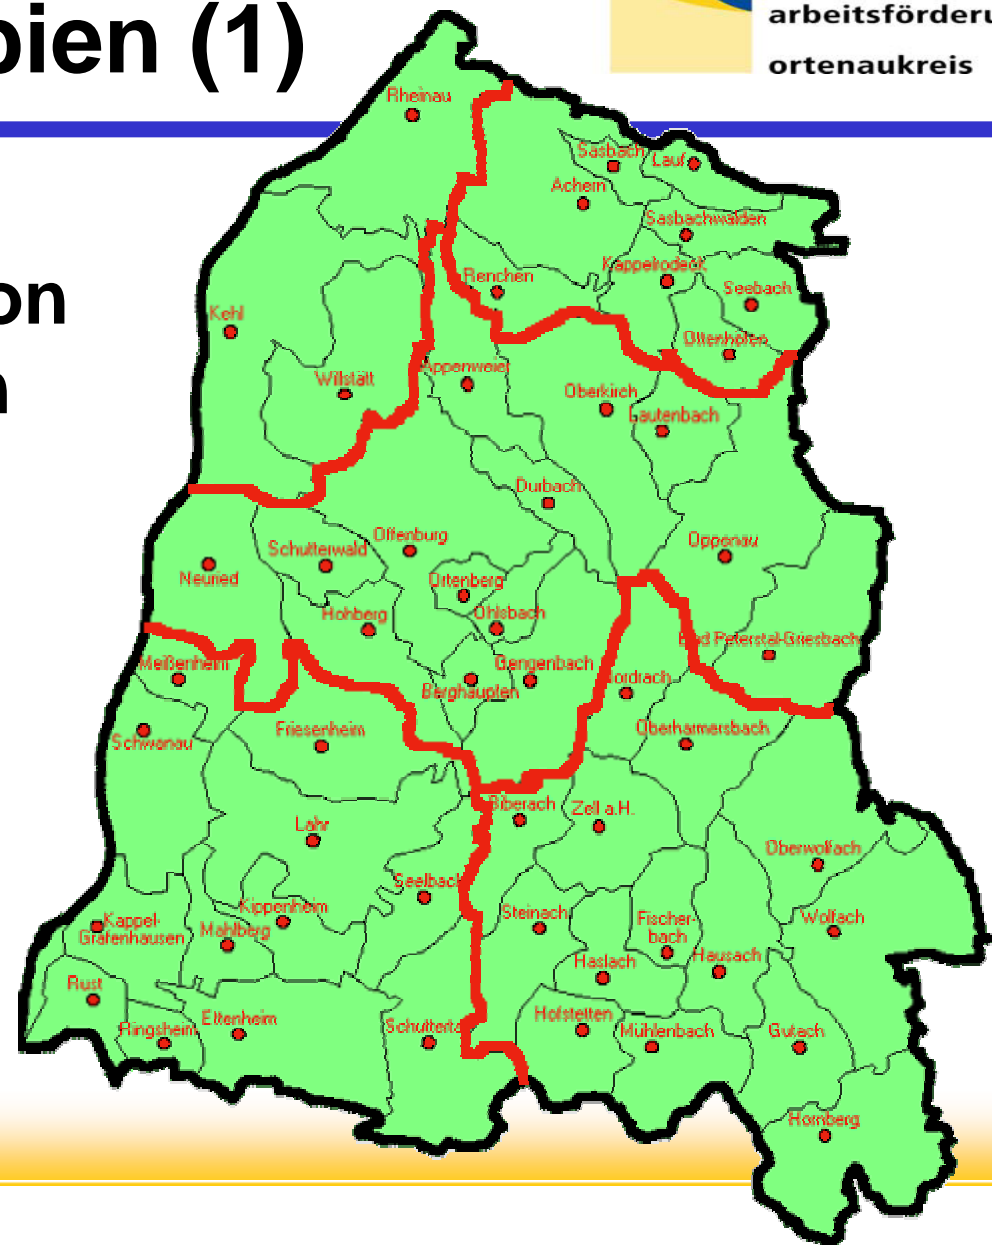 bien (1)
arbeitsförderu
ortenaukreis
on
n
Rheinau
Sasbach
Lauf
Achern
Sasbachwalden
Kappelrodeck
Renchen
Seebach
Kehl
Ottenhöfen
Appenweier
Willstätt
Oberkirch
Lautenbach
Durbach
Offenburg
Schutterwald
Oppenau
Neuried
Ortenberg
Hohberg
Ohlsbach
Bad Peterstal-Griesbach
Meißenheim
Gengenbach
Nordrach
Berghaupten
Friesenheim
Oberharmersbach
Schwanau
Biberach
Zell a.H.
Lahr
Oberwolfach
Seelbach
Kippenheim
Steinach
Fischer-
bach
Wolfach
Kappel-
Grafenhausen
Mahlberg
Hausach
Haslach
Rust
Ringsheim
Ettenheim
Schuttertal
Hofstetten
Mühlenbach
Gutach
Hornberg